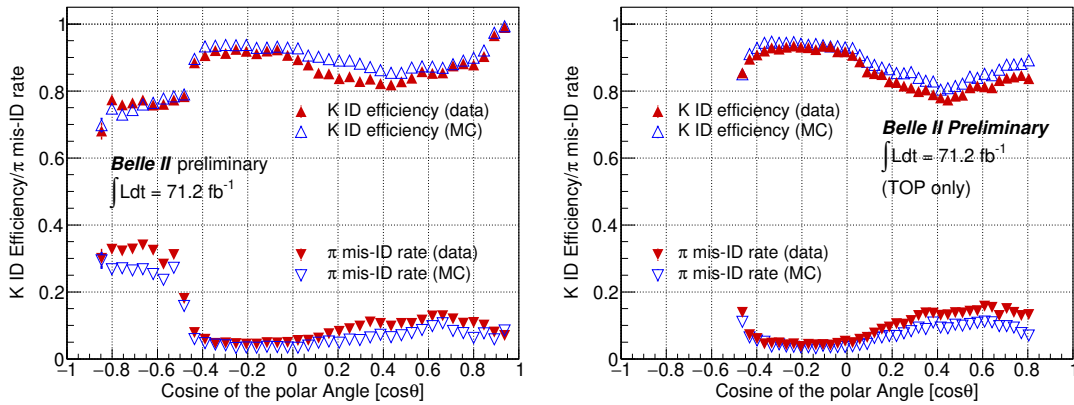 K ID Efficiency/π mis-ID rate
1
0.8
0.6
0.4
0.2
0
K ID efficiency (data)
K ID efficiency (MC)
Belle II preliminary
∫Ldt = 71.2 fb⁻¹
π mis-ID rate (data)
π mis-ID rate (MC)
−1 −0.8 −0.6 −0.4 −0.2 0 0.2 0.4 0.6 0.8 1
Cosine of the polar Angle [cosθ]
K ID Efficiency/π mis-ID rate
1
0.8
0.6
0.4
0.2
0
K ID efficiency (data)
K ID efficiency (MC)
Belle II Preliminary
∫Ldt = 71.2 fb⁻¹
(TOP only)
π mis-ID rate (data)
π mis-ID rate (MC)
−1 −0.8 −0.6 −0.4 −0.2 0 0.2 0.4 0.6 0.8 1
Cosine of the polar Angle [cosθ]